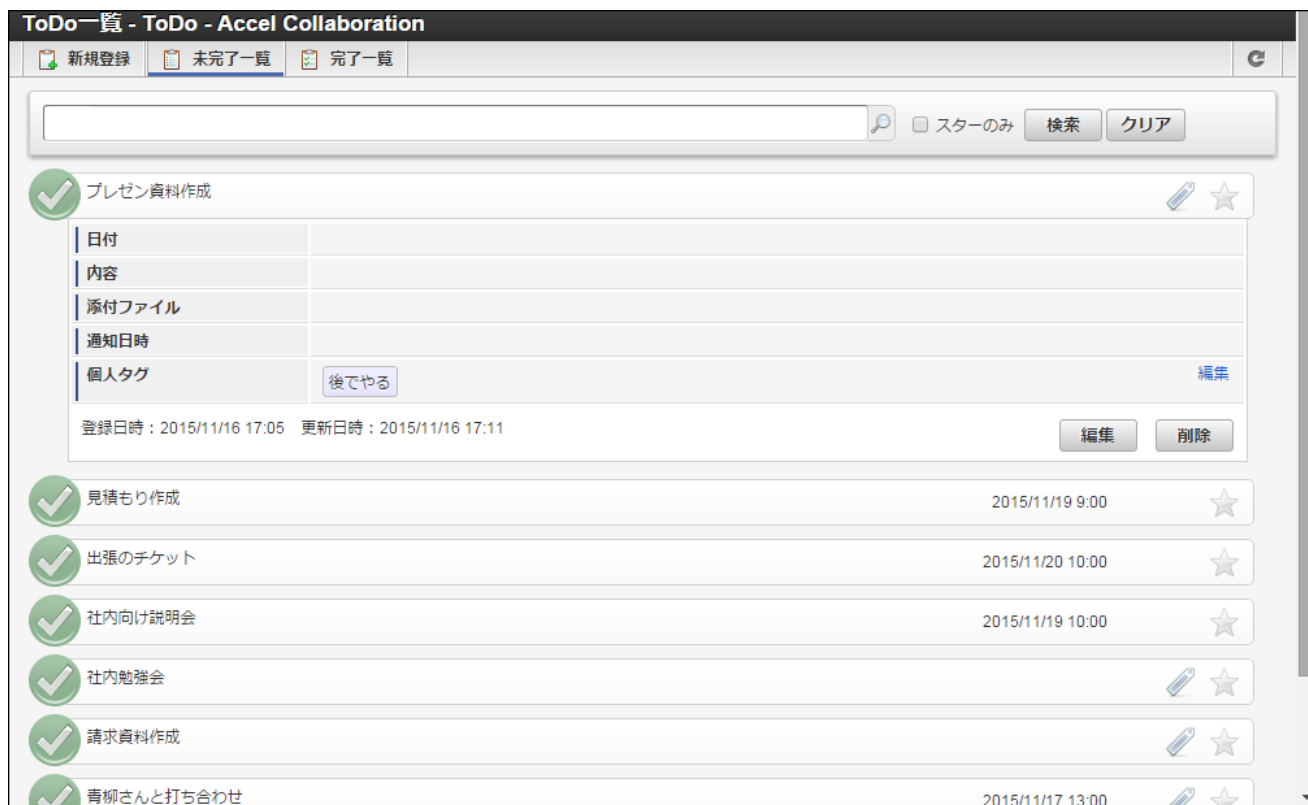 ToDo一覧 - ToDo - Accel Collaboration
新規登録 未完了一覧 完了一覧
スターのみ 検索 クリア
プレゼン資料作成
日付
内容
添付ファイル
通知日時
個人タグ 後でやる 編集
登録日時：2015/11/16 17:05 更新日時：2015/11/16 17:11 編集 削除
見積もり作成 2015/11/19 9:00
出張のチケット 2015/11/20 10:00
社内向け説明会 2015/11/19 10:00
社内勉強会
請求資料作成
青柳さんと打ち合わせ 2015/11/17 13:00